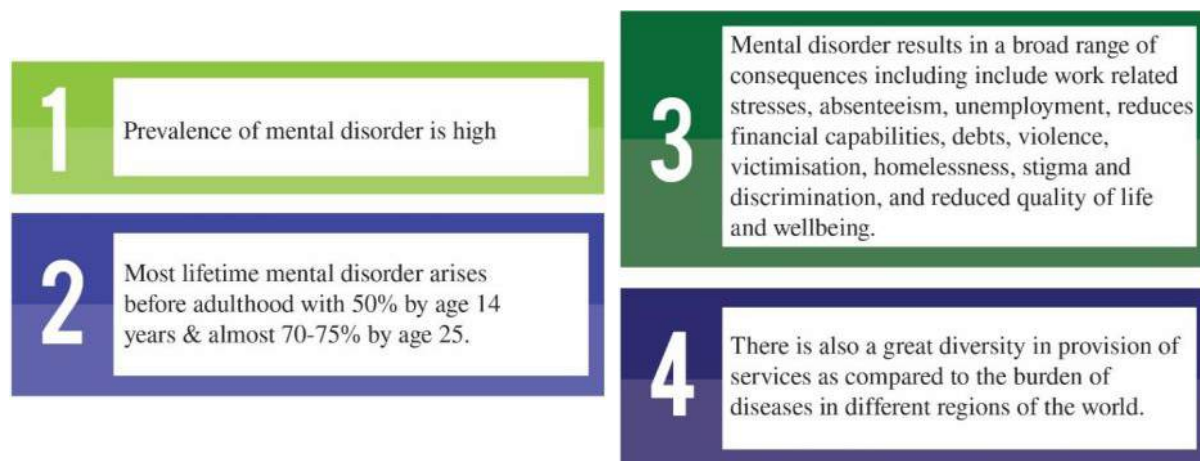 1
Prevalence of mental disorder is high
2
Most lifetime mental disorder arises
before adulthood with 50% by age 14
years & almost 70-75% by age 25.
3
Mental disorder results in a broad range of
consequences including include work related
stresses, absenteeism, unemployment, reduces
financial capabilities, debts, violence,
victimisation, homelessness, stigma and
discrimination, and reduced quality of life
and wellbeing.
4
There is also a great diversity in provision of
services as compared to the burden of
diseases in different regions of the world.